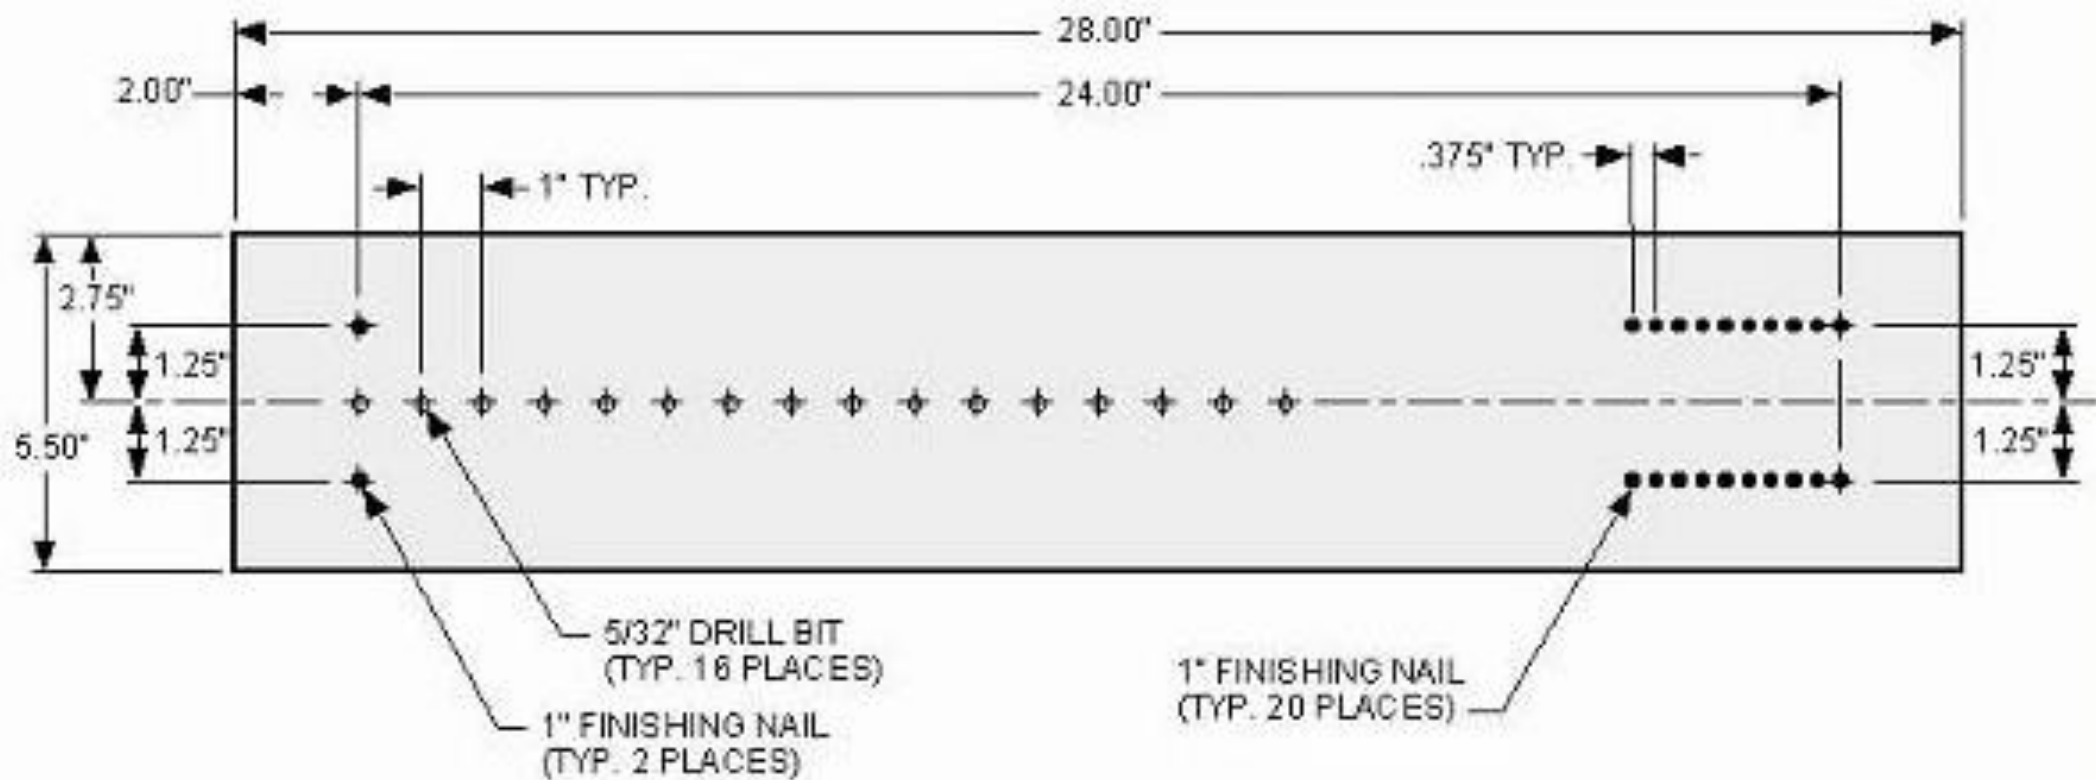 28.00"
2.00"
24.00"
.375" TYP.
1" TYP.
2.75"
1.25"
1.25"
5.50"
1.25"
1.25"
5/32" DRILL BIT
(TYP. 16 PLACES)
1" FINISHING NAIL
(TYP. 2 PLACES)
1" FINISHING NAIL
(TYP. 20 PLACES)